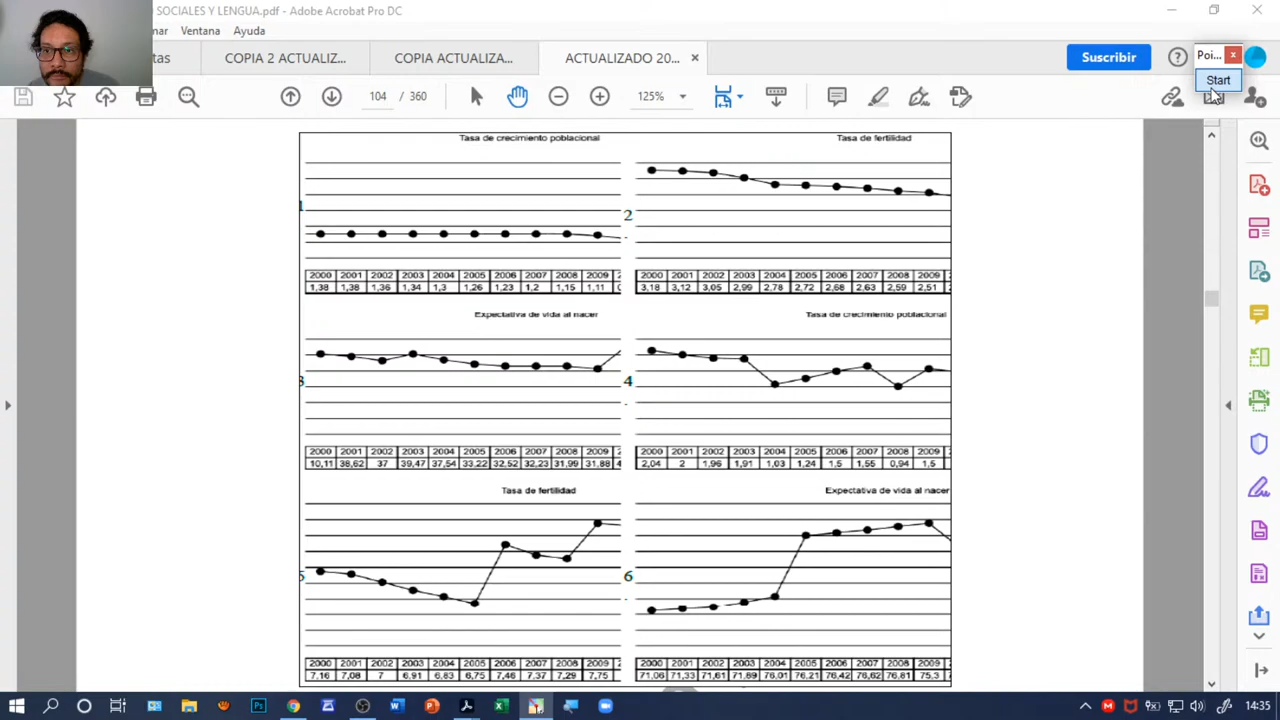 SOCIALES Y LENGUA.pdf - Adobe Acrobat Pro DC
Ventana Ayuda
COPIA 2 ACTUALIZ...
COPIA ACTUALIZA...
ACTUALIZADO 20...
Suscribir
Poi...
Start
104 / 360
125%
Tasa de crecimiento poblacional
1
2000 2001 2002 2003 2004 2005 2006 2007 2008 2009
1,38 1,38 1,36 1,34 1,3 1,26 1,23 1,2 1,15 1,11
Tasa de fertilidad
2
2000 2001 2002 2003 2004 2005 2006 2007 2008 2009
3,18 3,12 3,05 2,99 2,78 2,72 2,68 2,63 2,59 2,51
Expectativa de vida al nacer
3
2000 2001 2002 2003 2004 2005 2006 2007 2008 2009
10,11 38,62 37 39,47 37,54 33,22 32,52 32,23 31,99 31,88
Tasa de crecimiento poblacional
4
2000 2001 2002 2003 2004 2005 2006 2007 2008 2009
2,04 2 1,96 1,91 1,03 1,24 1,5 1,55 0,94 1,5
Tasa de fertilidad
5
2000 2001 2002 2003 2004 2005 2006 2007 2008 2009
7,16 7,08 7 6,91 6,83 6,75 7,46 7,37 7,29 7,75
Expectativa de vida al nacer
6
2000 2001 2002 2003 2004 2005 2006 2007 2008 2009
71,06 71,33 71,61 71,89 76,01 76,21 76,42 76,62 76,81 75,3
14:35